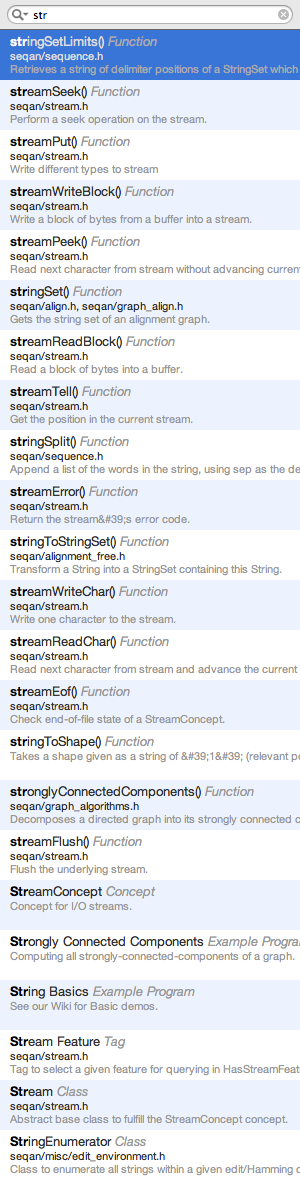 str
stringSetLimits() Function
seqan/sequence.h
Retrieves a string of delimiter positions of a StringSet which
streamSeek() Function
seqan/stream.h
Perform a seek operation on the stream.
streamPut() Function
seqan/stream.h
Write different types to stream
streamWriteBlock() Function
seqan/stream.h
Write a block of bytes from a buffer into a stream.
streamPeek() Function
seqan/stream.h
Read next character from stream without advancing current
stringSet() Function
seqan/align.h, seqan/graph_align.h
Gets the string set of an alignment graph.
streamReadBlock() Function
seqan/stream.h
Read a block of bytes into a buffer.
streamTell() Function
seqan/stream.h
Get the position in the current stream.
stringSplit() Function
seqan/sequence.h
Append a list of the words in the string, using sep as the de
streamError() Function
seqan/stream.h
Return the stream&#39;s error code.
stringToStringSet() Function
seqan/alignment_free.h
Transform a String into a StringSet containing this String.
streamWriteChar() Function
seqan/stream.h
Write one character to the stream.
streamReadChar() Function
seqan/stream.h
Read next character from stream and advance the current
streamEof() Function
seqan/stream.h
Check end-of-file state of a StreamConcept.
stringToShape() Function
Takes a shape given as a string of &#39;1&#39; (relevant po
stronglyConnectedComponents() Function
seqan/graph_algorithms.h
Decomposes a directed graph into its strongly connected c
streamFlush() Function
seqan/stream.h
Flush the underlying stream.
StreamConcept Concept
Concept for I/O streams.
Strongly Connected Components Example Progra
Computing all strongly-connected-components of a graph.
String Basics Example Program
See our Wiki for Basic demos.
Stream Feature Tag
seqan/stream.h
Tag to select a given feature for querying in HasStreamFeat
Stream Class
seqan/stream.h
Abstract base class to fulfill the StreamConcept concept.
StringEnumerator Class
seqan/misc/edit_environment.h
Class to enumerate all strings within a given edit/Hamming d